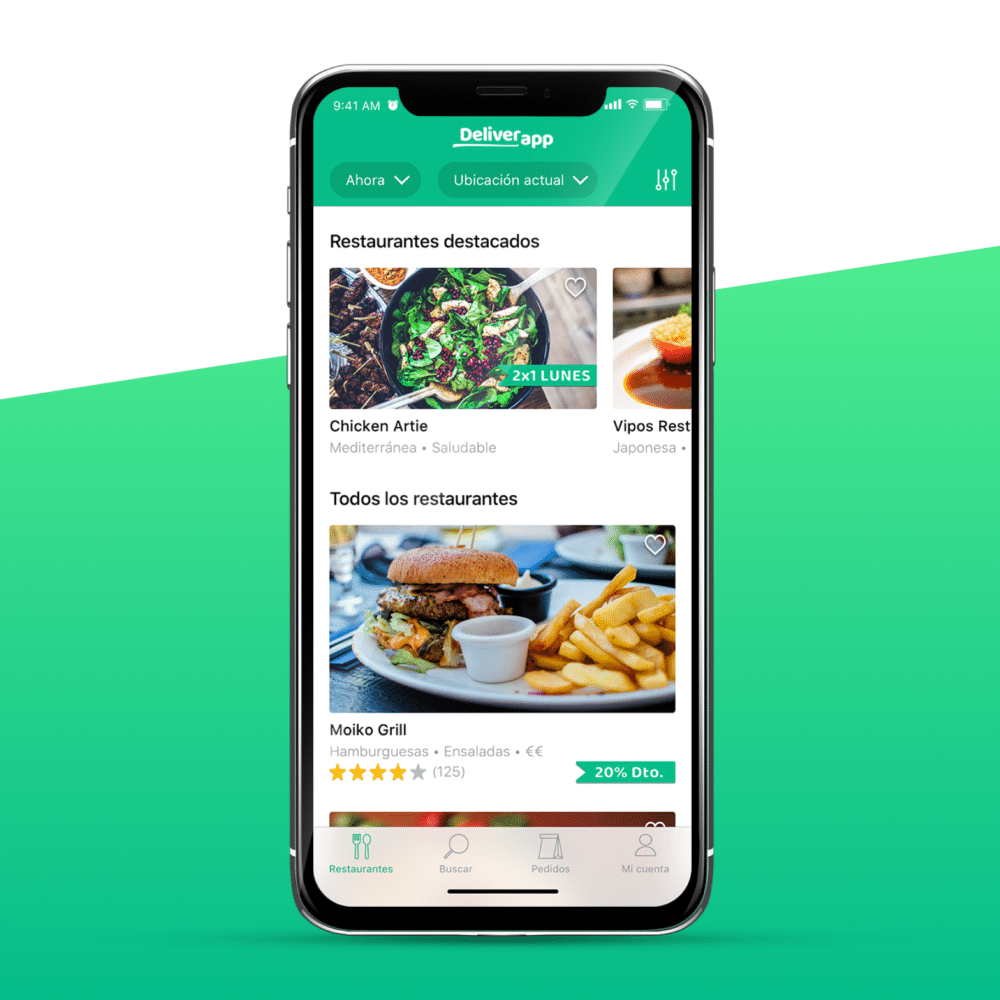 9:41 AM
Deliverapp
Ahora
Ubicación actual
Restaurantes destacados
2x1 LUNES
Chicken Artie
Mediterránea • Saludable
Vipos Rest
Japonesa •
Todos los restaurantes
Moiko Grill
Hamburguesas • Ensaladas • €€
(125)
20% Dto.
Restaurantes
Buscar
Pedidos
Mi cuenta